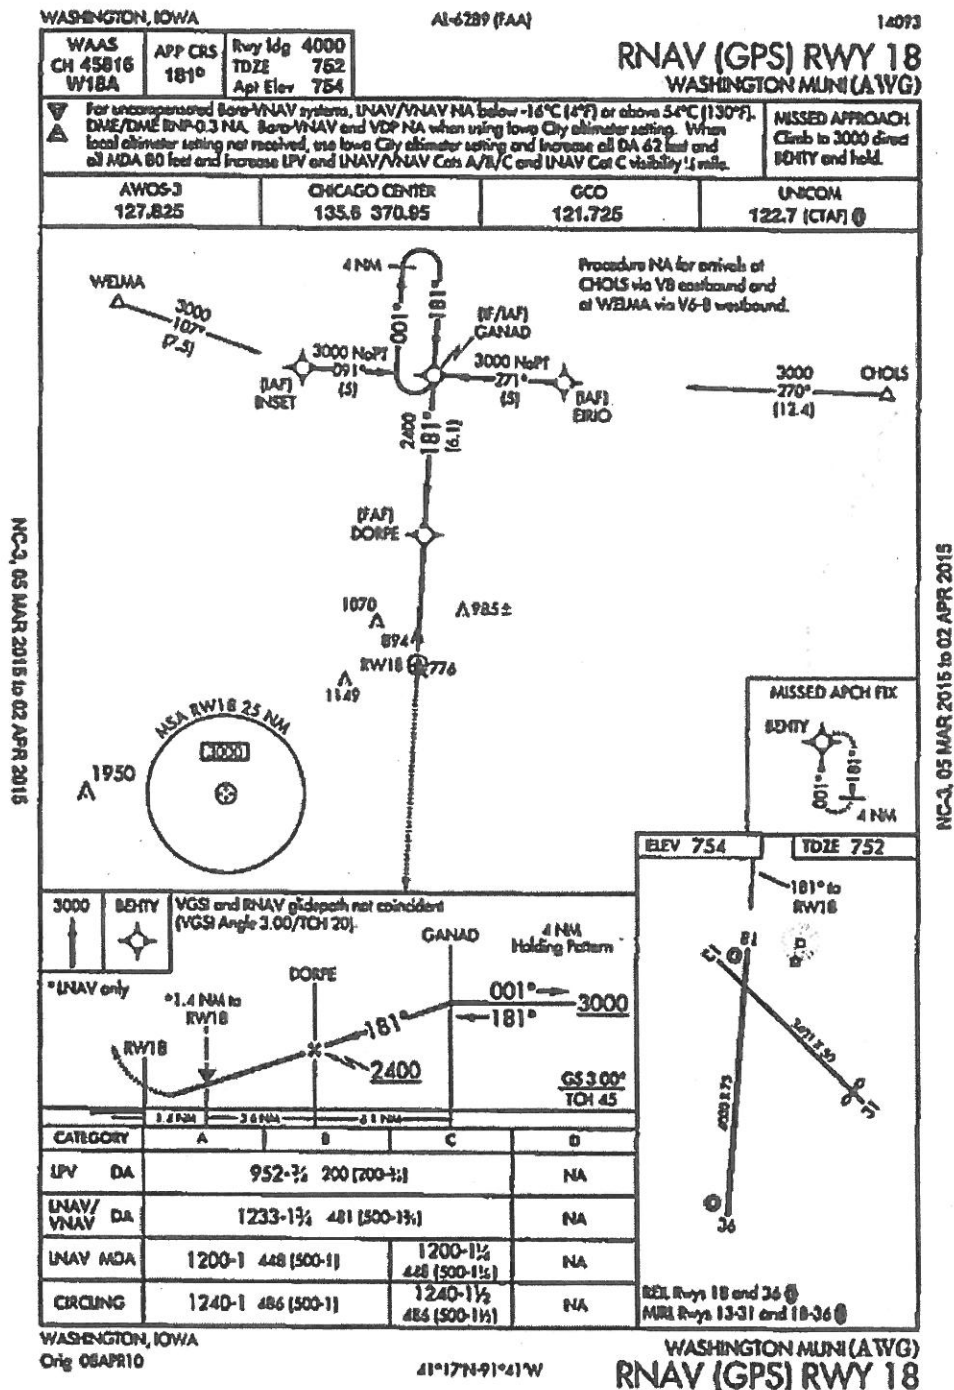 WASHINGTON, IOWA
AL-6289 (FAA)
14093
WAAS
CH 45816
W18A
APP CRS
181°
Rwy ldg 4000
TDZE 752
Apt Elev 754
RNAV (GPS) RWY 18
WASHINGTON MUNI (AWG)
For uncompensated Baro-VNAV systems, LNAV/VNAV NA below -16°C (4°F) or above 54°C (130°F).
DME/DME RNP-0.3 NA. Baro-VNAV and VDP NA when using Iowa City altimeter setting. When
local altimeter setting not received, use Iowa City altimeter setting and increase all DA 62 feet and
all MDA 80 feet and increase LPV and LNAV/VNAV Cats A/B/C and LNAV Cat C visibility ¼ mile.
MISSED APPROACH
Climb to 3000 direct
BEHTY and hold.
AWOS-3
127.825
CHICAGO CENTER
135.6 370.95
GCO
121.725
UNICOM
122.7 (CTAF)
4 NM
Procedure NA for arrivals at
CHOLS via V8 eastbound and
at WELMA via V6-8 westbound.
WELMA
3000
107°
(7.5)
001°
181°
(IF/IAF)
GANAD
3000 NoPT
091°
(5)
3000 NoPT
271°
(5)
(IAF)
INSET
(IAF)
EIRIO
3000
270°
(12.4)
CHOLS
2400
181°
(6.1)
(FAF)
DORPE
1070
985±
894
RW18
776
1149
MSA RW18 25 NM
3000
1950
MISSED APCH FIX
BEHTY
001°
181°
4 NM
ELEV 754
TDZE 752
181° to
RW18
18
13
3411 X 50
4000 X 75
31
36
REIL Rwys 18 and 36
MIRL Rwys 13-31 and 18-36
3000
BEHTY
VGSI and RNAV glidepath not coincident
(VGSI Angle 3.00/TCH 20).
GANAD
4 NM
Holding Pattern
DORPE
*LNAV only
*1.4 NM to
RW18
RW18
181°
001°
181°
3000
2400
GS 3.00°
TCH 45
1.4 NM
3.6 NM
6.1 NM
CATEGORY A B C D
LPV DA 952-¾ 200 (200-¾) NA
LNAV/
VNAV DA 1233-1¾ 481 (500-1¾) NA
LNAV MDA 1200-1 448 (500-1) 1200-1¼
448 (500-1¼) NA
CIRCLING 1240-1 486 (500-1) 1240-1½
486 (500-1½) NA
WASHINGTON, IOWA
Orig 08APR10
41°17'N-91°41'W
WASHINGTON MUNI (AWG)
RNAV (GPS) RWY 18
NC-3, 05 MAR 2015 to 02 APR 2015
NC-3, 05 MAR 2015 to 02 APR 2015